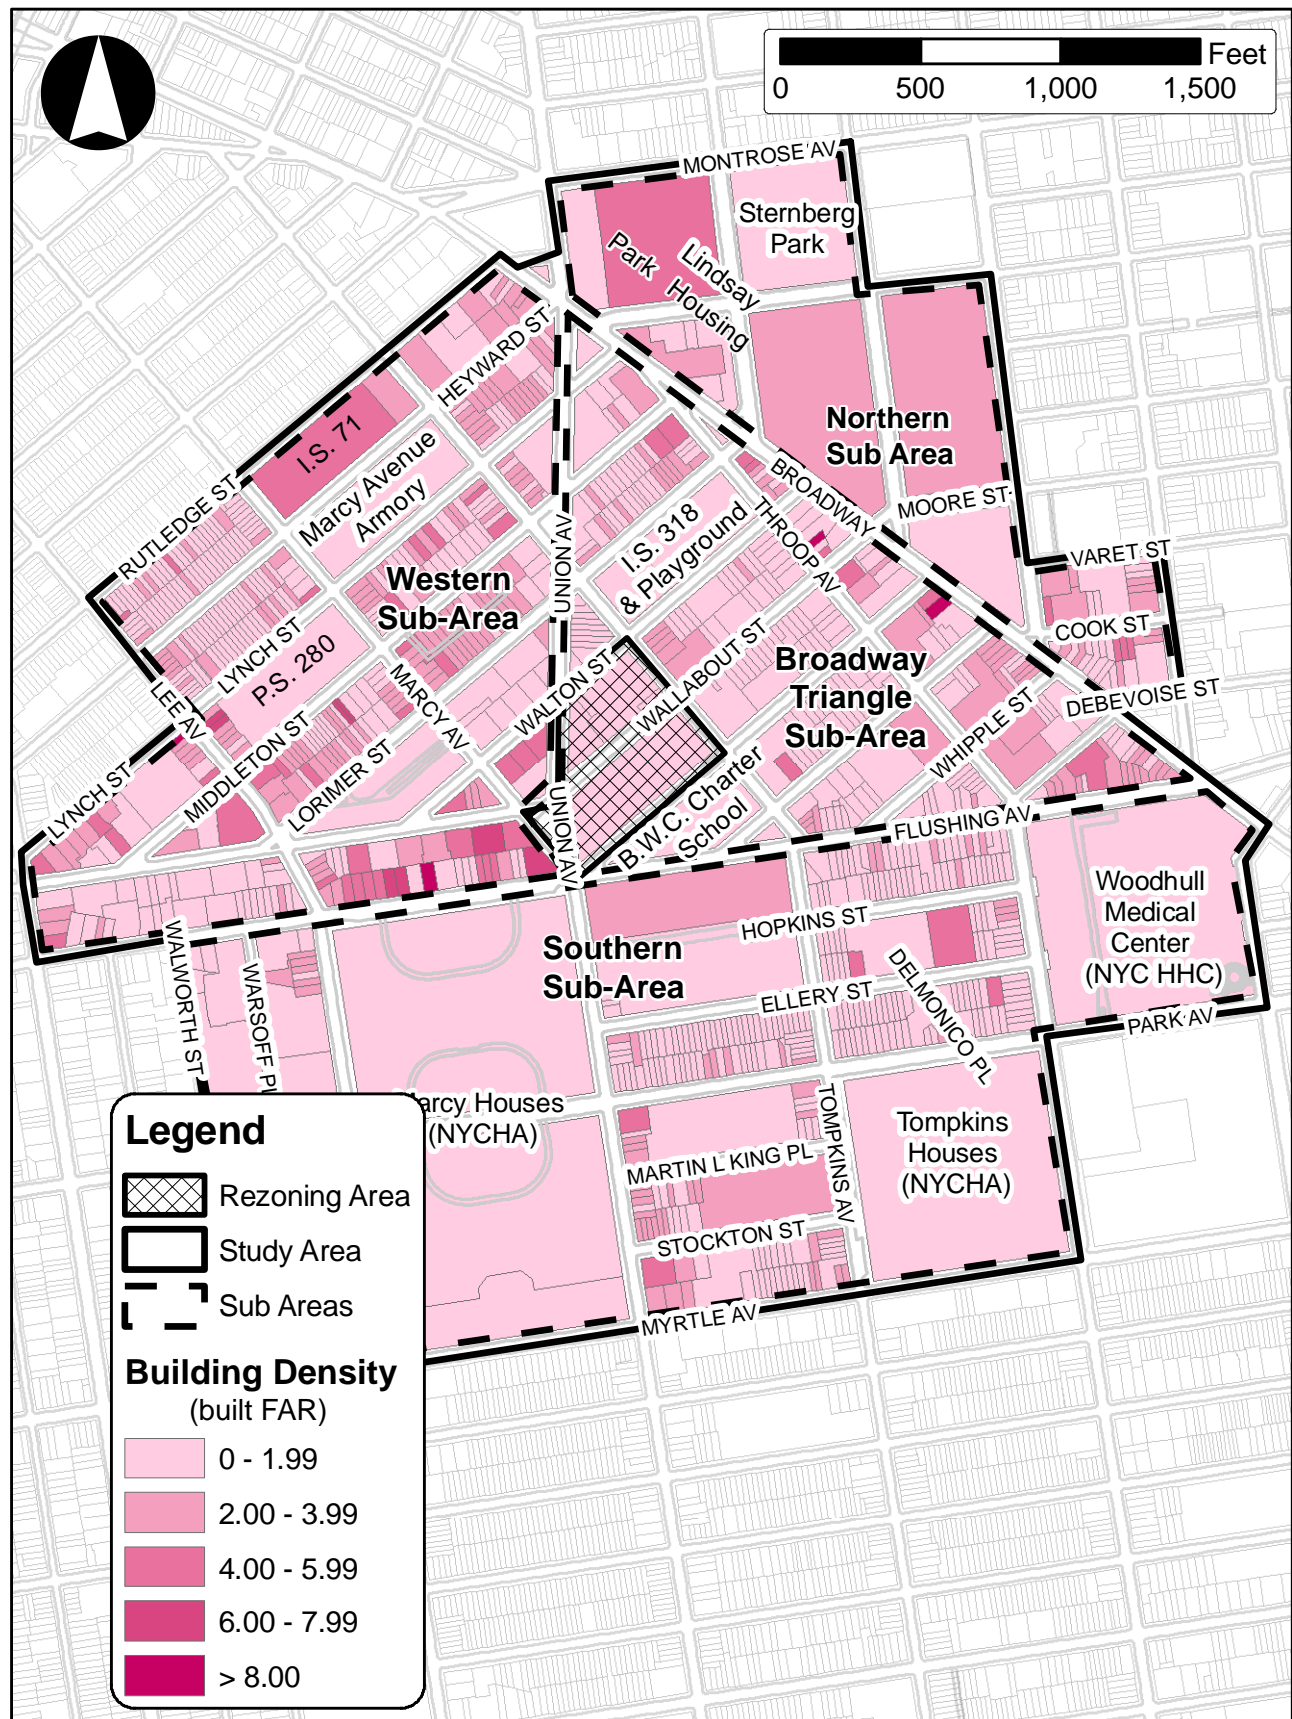 Feet
0 500 1,000 1,500
MONTROSE AV
Sternberg
Park
Lindsay
Park Housing
HEYWARD ST
I.S. 71
Marcy Avenue
Armory
RUTLEDGE ST
Northern
Sub Area
BROADWAY
MOORE ST
THROOP AV
VARET ST
I.S. 318
& Playground
UNION AV
Western
Sub-Area
COOK ST
LYNCH ST
P.S. 280
WALTON ST
WALLABOUT ST
Broadway
Triangle
Sub-Area
LEE AV
MARCY AV
DEBEVOISE ST
WHIPPLE ST
MIDDLETON ST
LORIMER ST
LYNCH ST
UNION AV
B.W.C. Charter
School
FLUSHING AV
Woodhull
Medical
Center
(NYC HHC)
HOPKINS ST
Southern
Sub-Area
WALWORTH ST
WARSOFF PL
ELLERY ST
DELMONICO PL
PARK AV
arcy Houses
(NYCHA)
TOMPKINS AV
Tompkins
Houses
(NYCHA)
MARTIN L KING PL
STOCKTON ST
MYRTLE AV
Legend
Rezoning Area
Study Area
Sub Areas
Building Density
(built FAR)
0 - 1.99
2.00 - 3.99
4.00 - 5.99
6.00 - 7.99
> 8.00